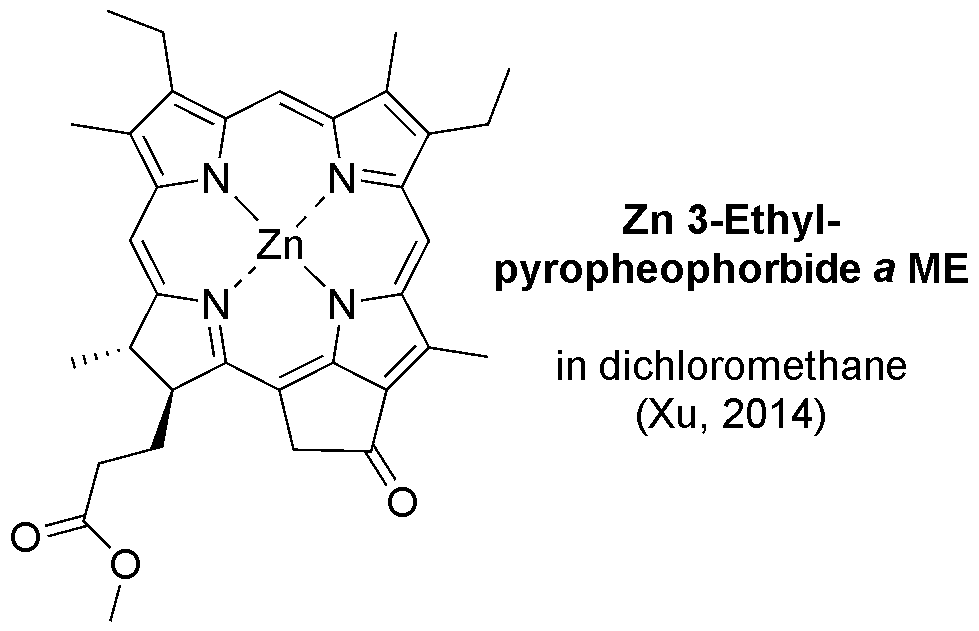 N
N
Zn
N
N
O
O
O
Zn 3-Ethyl-
pyropheophorbide a ME
in dichloromethane
(Xu, 2014)